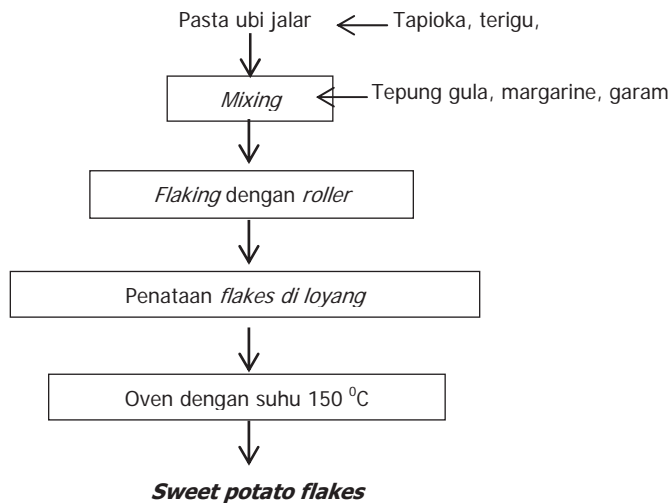 Pasta ubi jalar
Tapioka, terigu,
Mixing
Tepung gula, margarine, garam
Flaking dengan roller
Penataan flakes di loyang
Oven dengan suhu 150 ⁰C
Sweet potato flakes